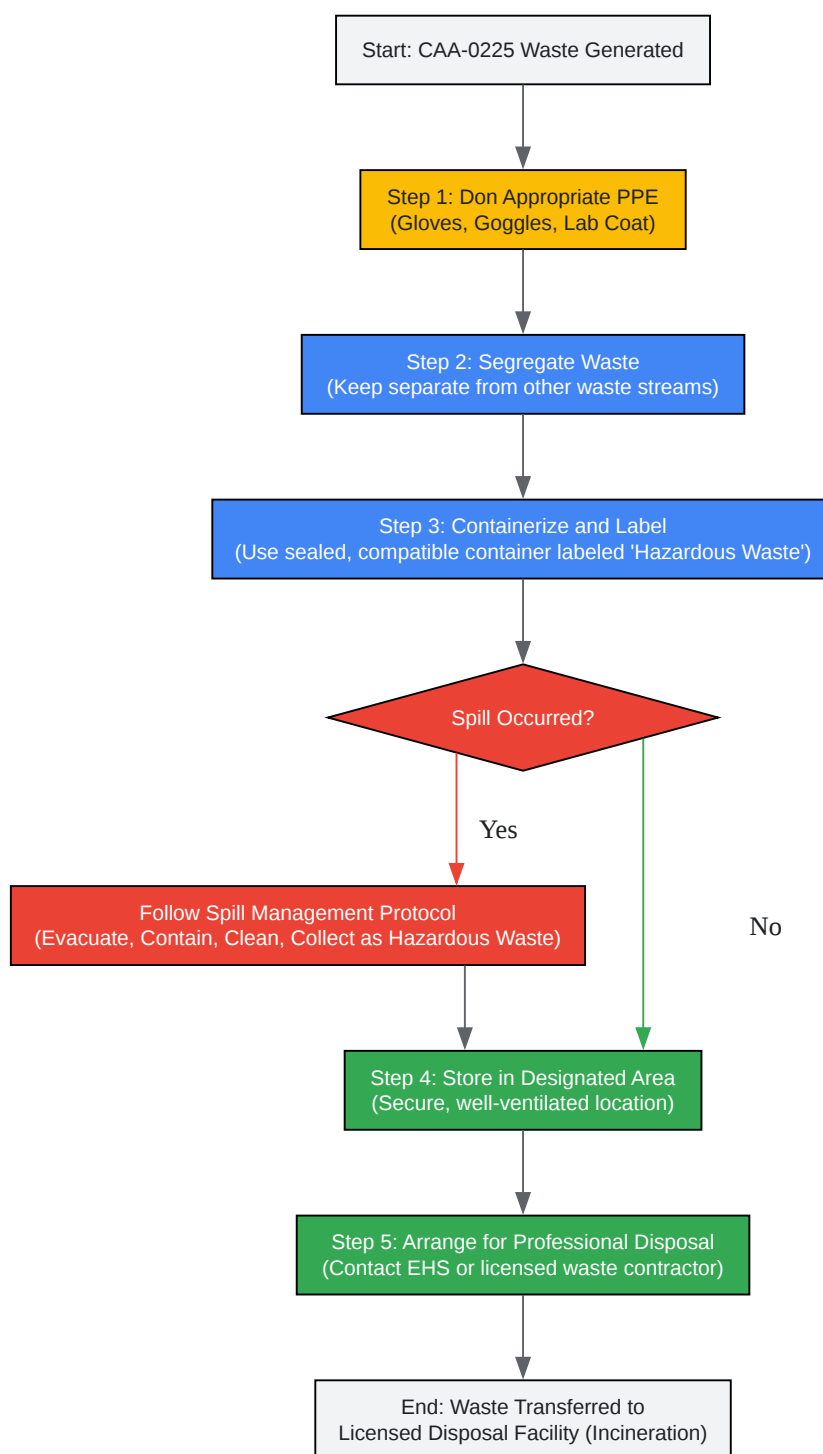 Start: CAA-0225 Waste Generated
Step 1: Don Appropriate PPE
(Gloves, Goggles, Lab Coat)
Step 2: Segregate Waste
(Keep separate from other waste streams)
Step 3: Containerize and Label
(Use sealed, compatible container labeled 'Hazardous Waste')
Spill Occurred?
Yes
Follow Spill Management Protocol
(Evacuate, Contain, Clean, Collect as Hazardous Waste)
No
Step 4: Store in Designated Area
(Secure, well-ventilated location)
Step 5: Arrange for Professional Disposal
(Contact EHS or licensed waste contractor)
End: Waste Transferred to
Licensed Disposal Facility (Incineration)